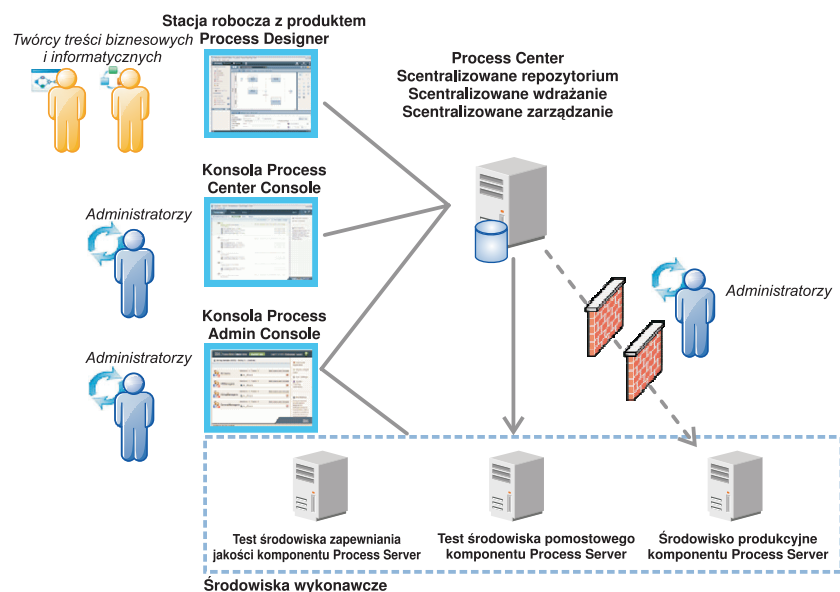 Stacja robocza z produktem
Process Designer
Twórcy treści biznesowych
i informatycznych
Process Center
Scentralizowane repozytorium
Scentralizowane wdrażanie
Scentralizowane zarządzanie
Konsola Process
Center Console
Administratorzy
Administratorzy
Konsola Process
Admin Console
Administratorzy
Test środowiska zapewniania
jakości komponentu Process Server
Test środowiska pomostowego
komponentu Process Server
Środowisko produkcyjne
komponentu Process Server
Środowiska wykonawcze